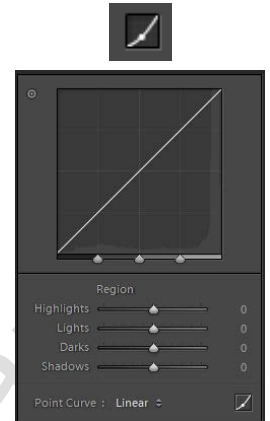 Region
Highlights 0
Lights 0
Darks 0
Shadows 0
Point Curve : Linear